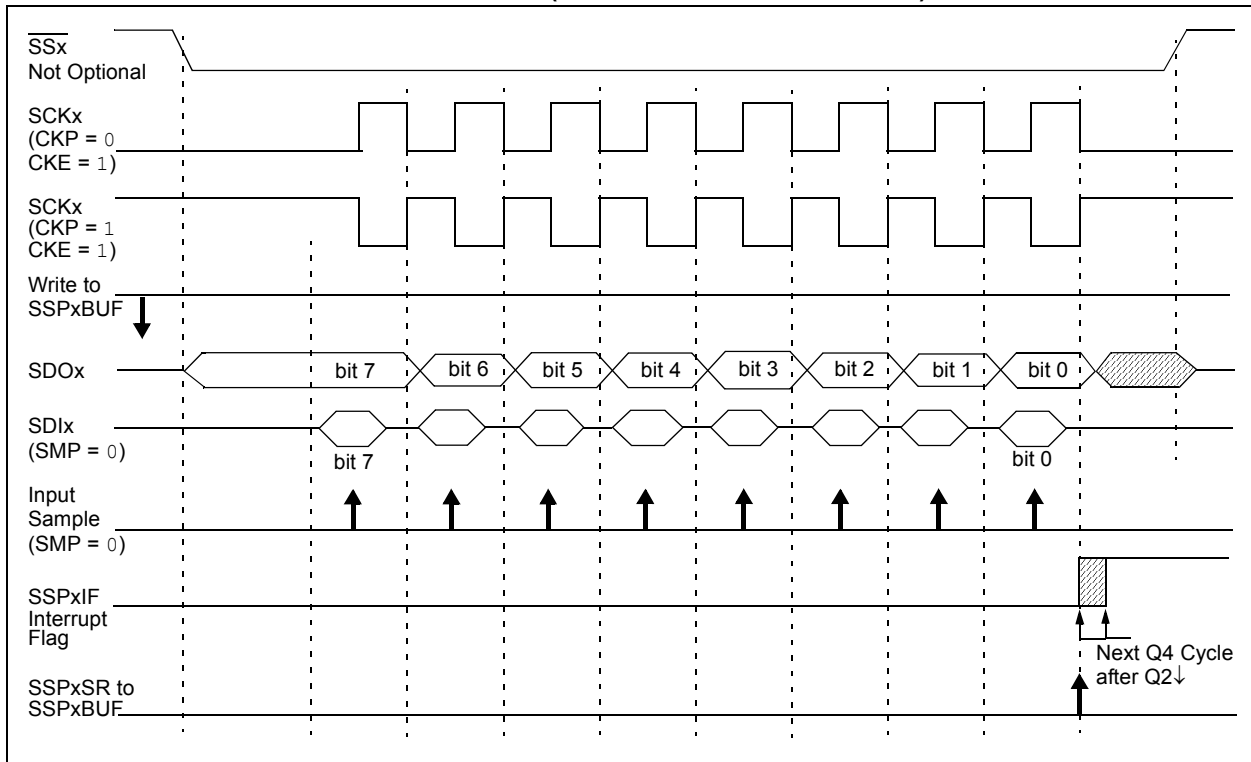 SSx
Not Optional
SCKx
(CKP = 0
CKE = 1)
SCKx
(CKP = 1
CKE = 1)
Write to
SSPxBUF
SDOx
bit 7
bit 6
bit 5
bit 4
bit 3
bit 2
bit 1
bit 0
SDIx
(SMP = 0)
bit 7
bit 0
Input
Sample
(SMP = 0)
SSPxIF
Interrupt
Flag
Next Q4 Cycle
after Q2↓
SSPxSR to
SSPxBUF